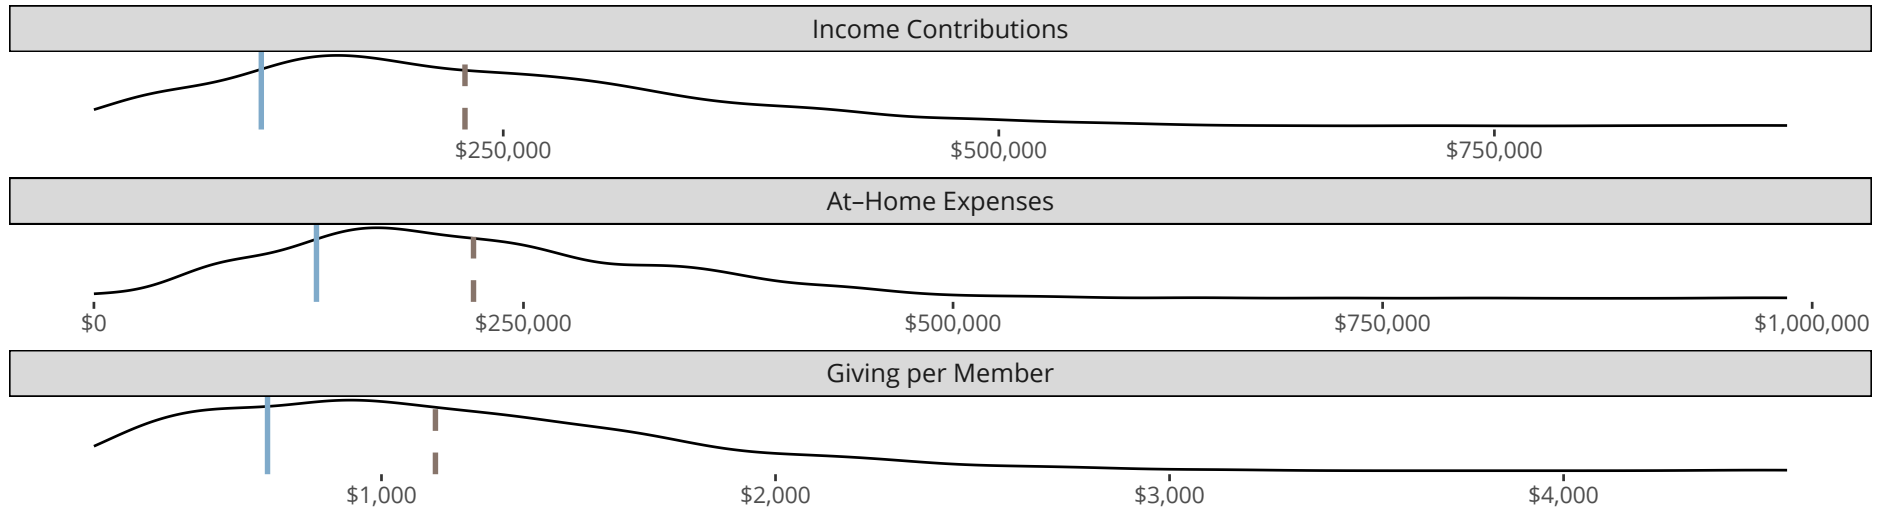 Income Contributions
$250,000 $500,000 $750,000
At–Home Expenses
$0 $250,000 $500,000 $750,000 $1,000,000
Giving per Member
$1,000 $2,000 $3,000 $4,000